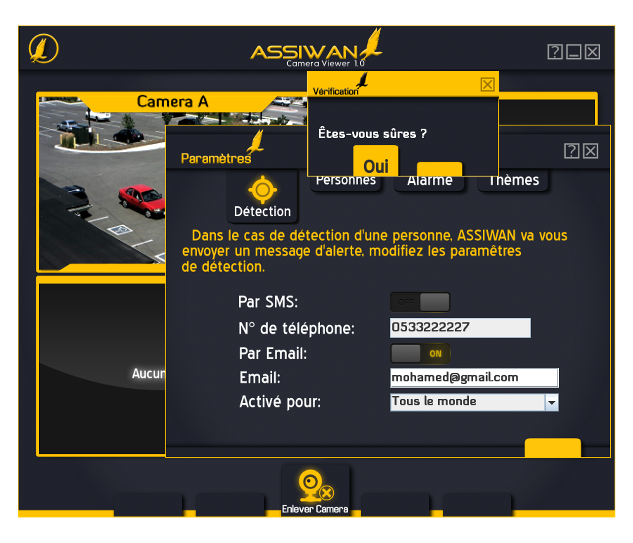 ASSIWAN
Camera Viewer 1.0
Vérification
Êtes-vous sûres ?
Oui
Camera A
Paramètres
Détection
Personnes
Alarme
Thèmes
Dans le cas de détection d'une personne, ASSIWAN va vous
envoyer un message d'alerte, modifiez les paramètres
de détection.
Par SMS:
OFF
N° de téléphone:
0533222227
Par Email:
ON
Email:
mohamed@gmail.com
Activé pour:
Tous le monde
Aucun
Enlever Camera